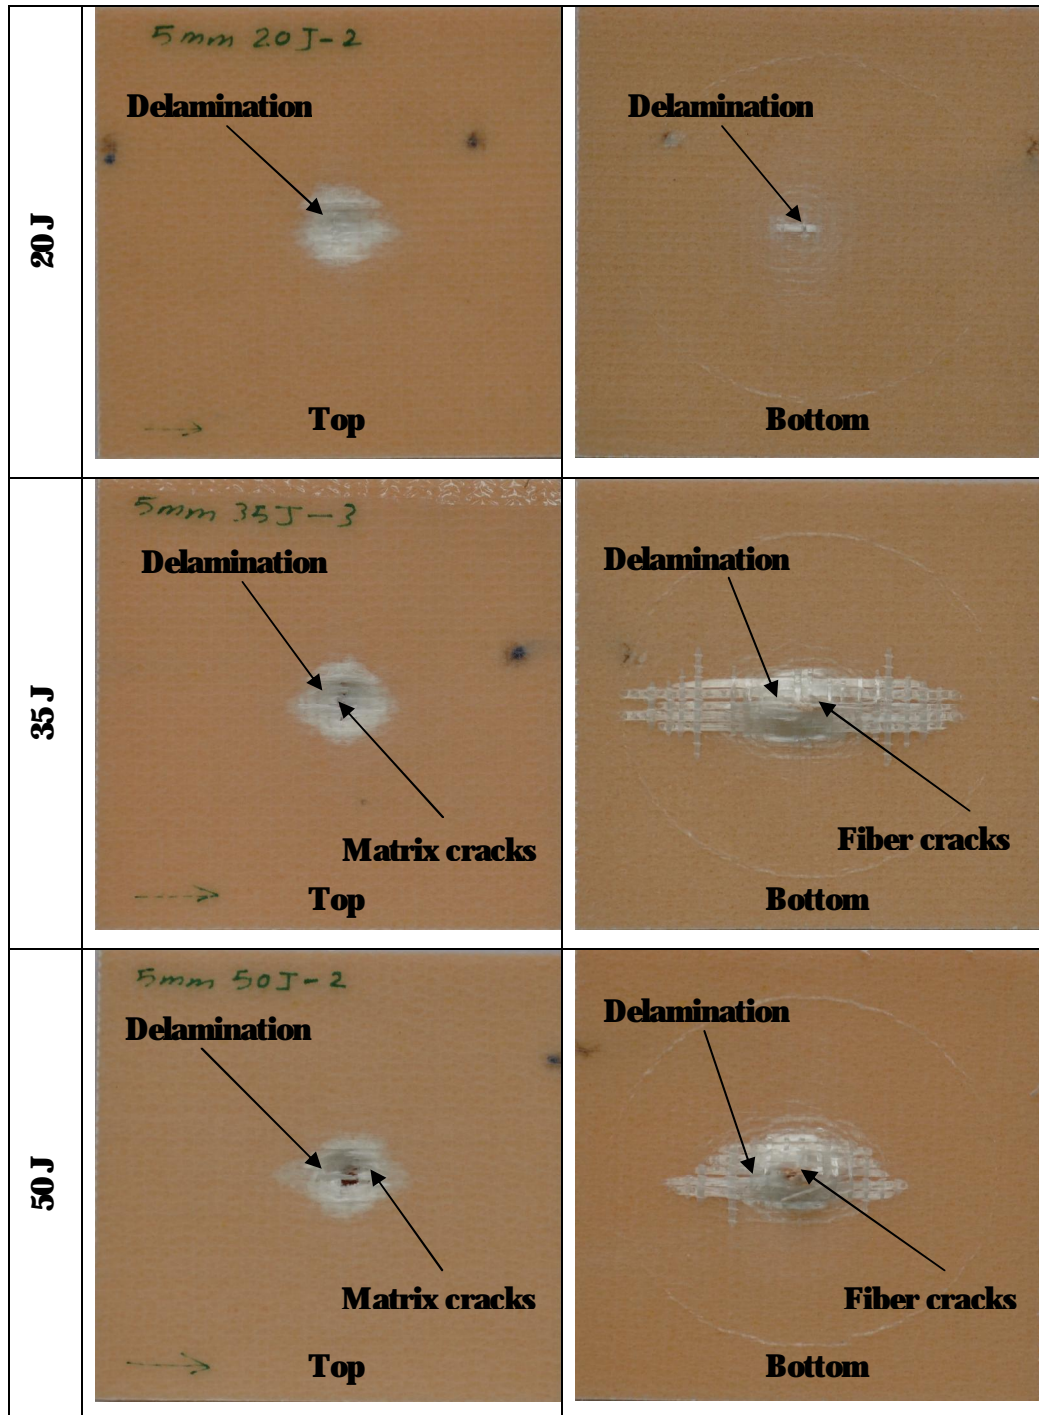 20 J
5mm 20J-2
Delamination
Top
Delamination
Bottom
35 J
5mm 35J-3
Delamination
Matrix cracks
Top
Delamination
Fiber cracks
Bottom
50 J
5mm 50J-2
Delamination
Matrix cracks
Top
Delamination
Fiber cracks
Bottom